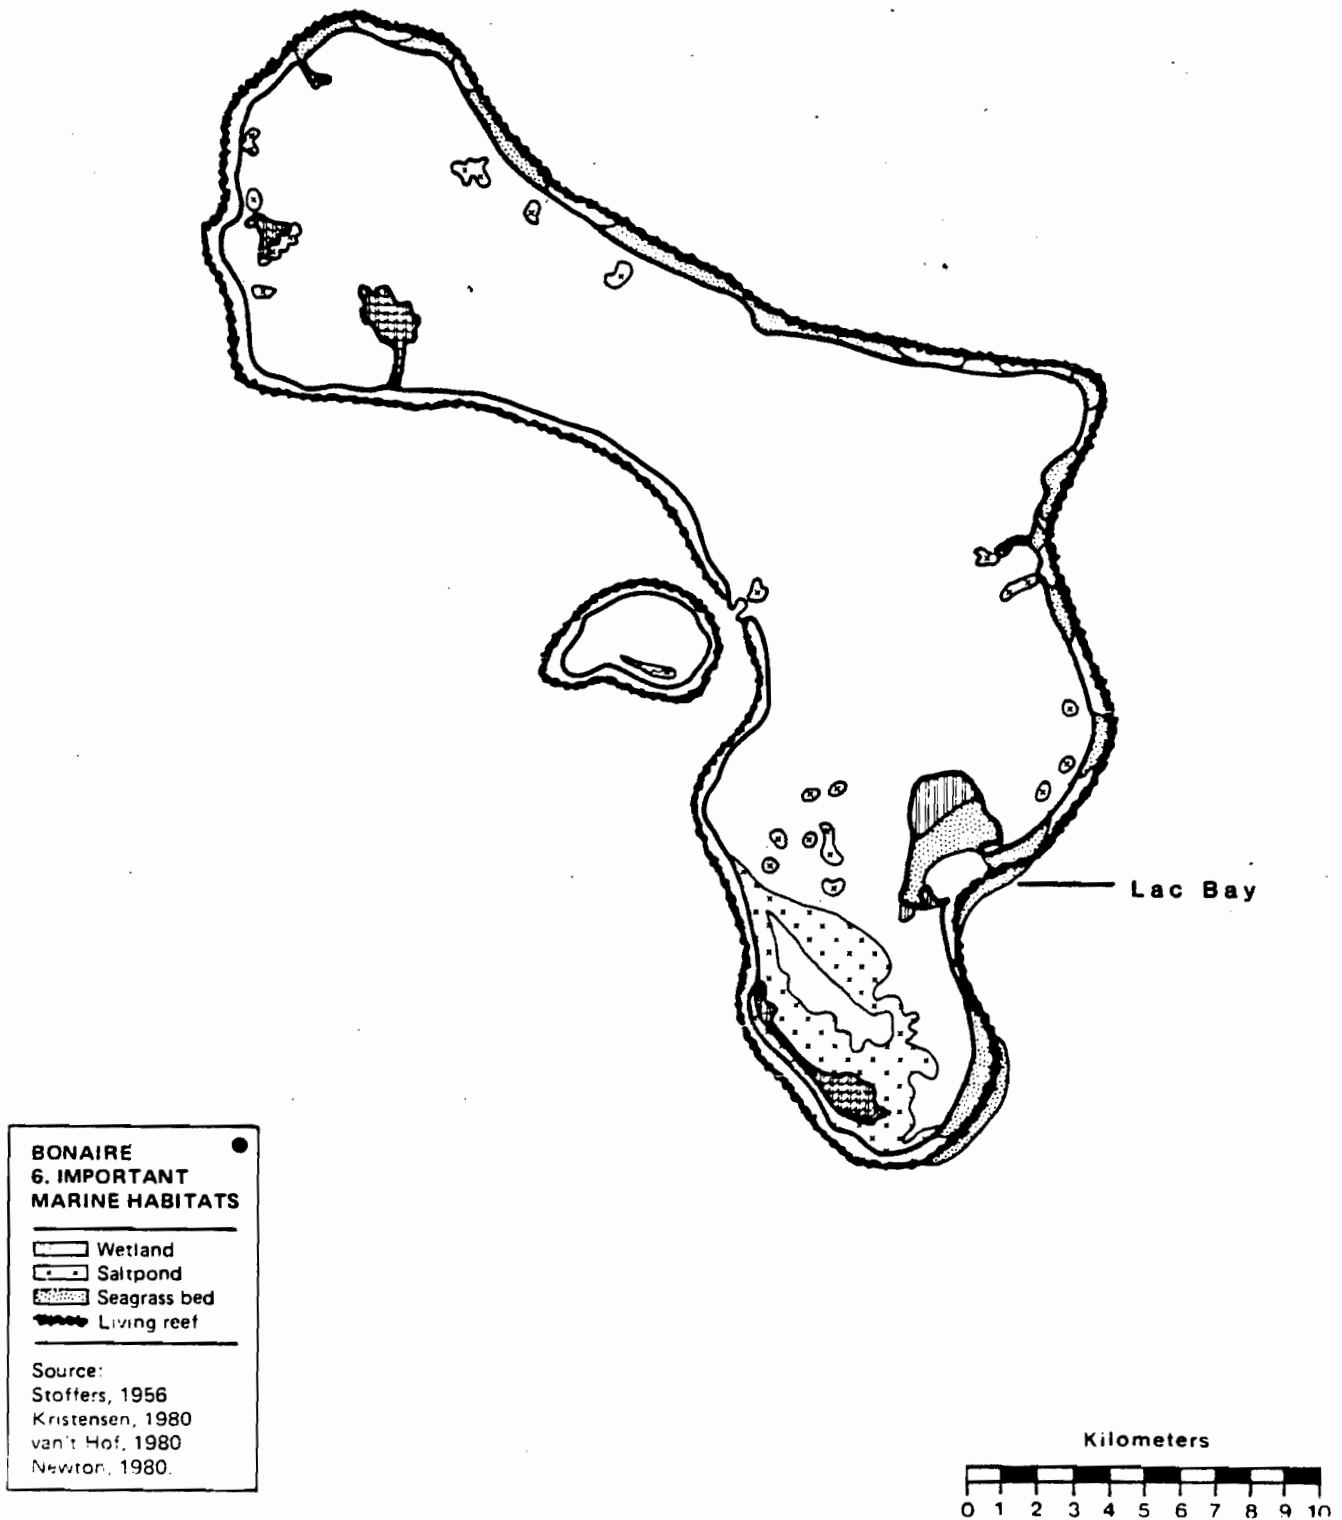 Lac Bay
BONAIRE
6. IMPORTANT
MARINE HABITATS
Wetland
Saltpond
Seagrass bed
Living reef
Source:
Stoffers, 1956
Kristensen, 1980
van't Hof, 1980
Newton, 1980.
Kilometers
0 1 2 3 4 5 6 7 8 9 10